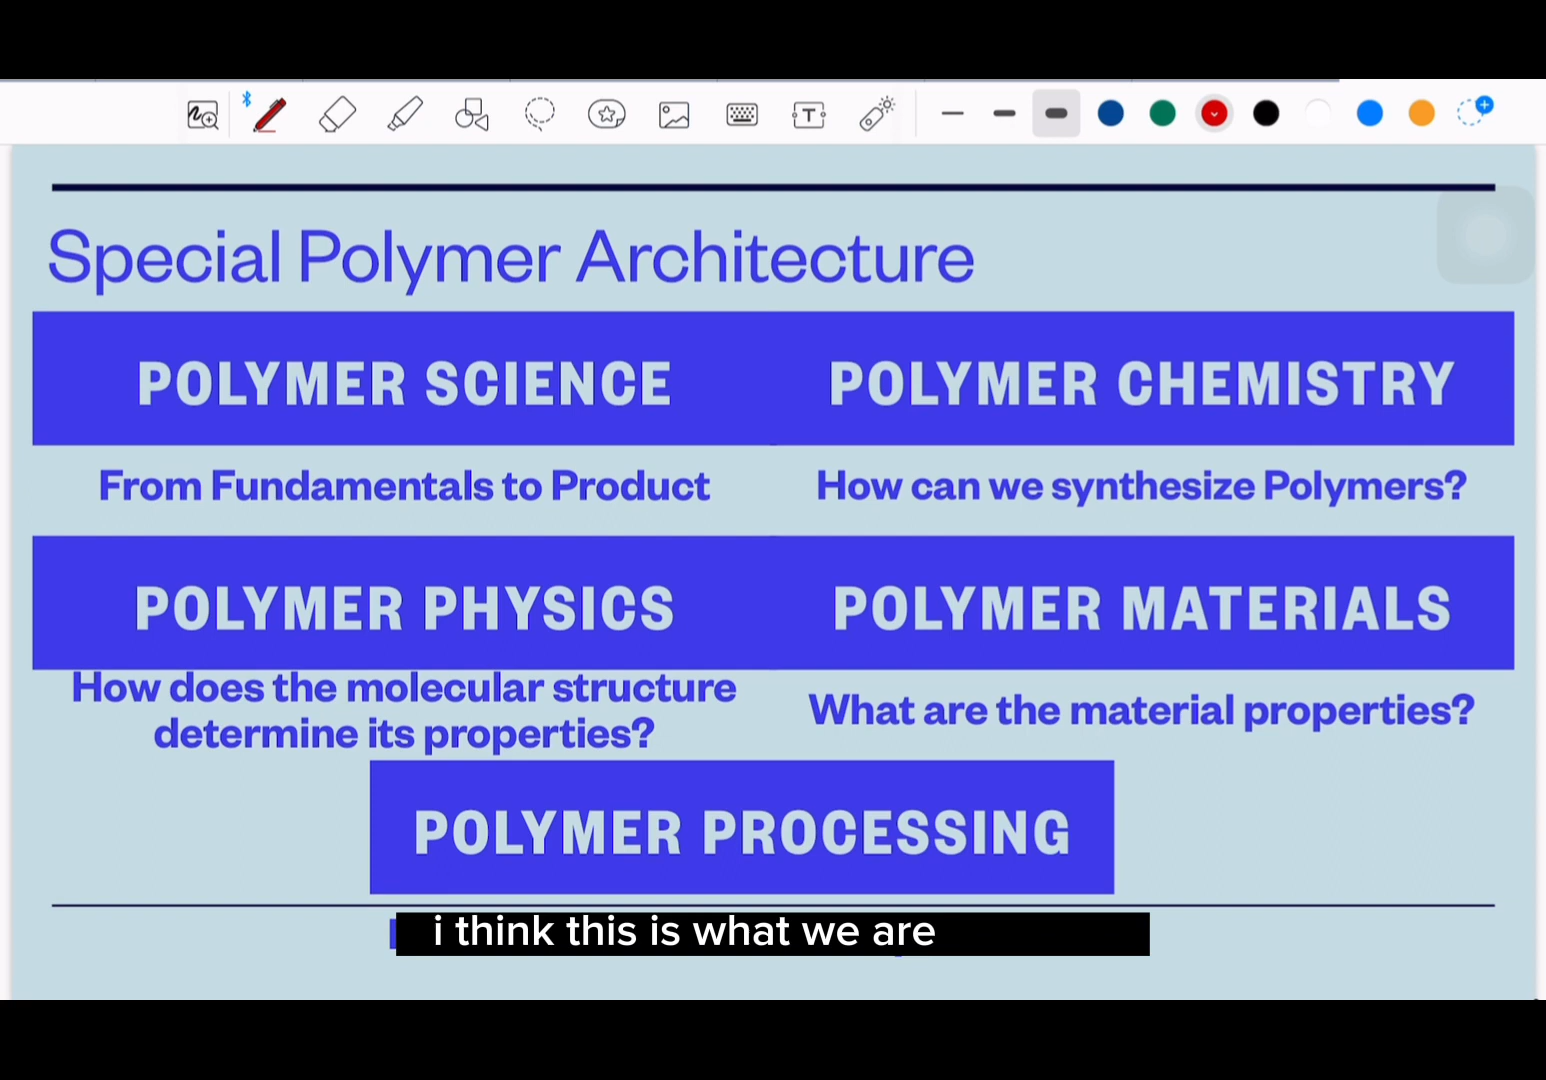 Special Polymer Architecture
POLYMER SCIENCE
POLYMER CHEMISTRY
From Fundamentals to Product
How can we synthesize Polymers?
POLYMER PHYSICS
POLYMER MATERIALS
How does the molecular structure
determine its properties?
What are the material properties?
POLYMER PROCESSING
i think this is what we are